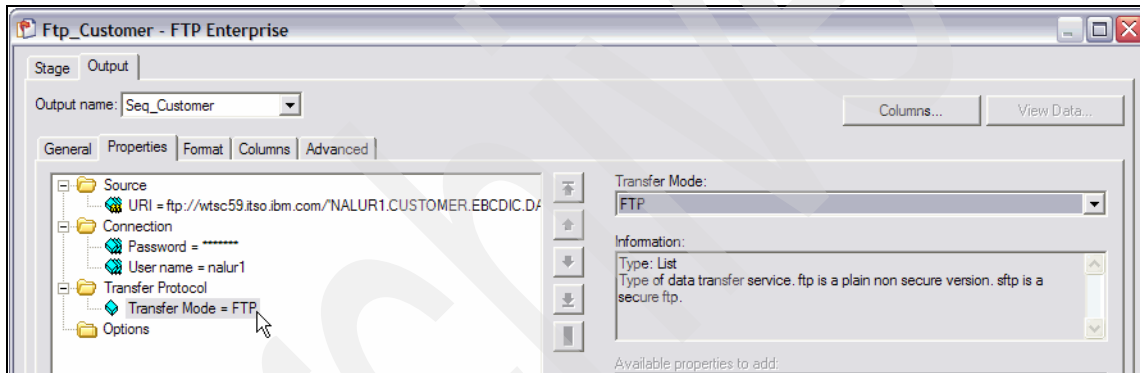 Ftp_Customer - FTP Enterprise
Stage Output
Output name: Seq_Customer
Columns... View Data...
General Properties Format Columns Advanced
Source
URI = ftp://wtsc59.itso.ibm.com/'NALUR1.CUSTOMER.EBCDIC.DA
Connection
Password = *******
User name = nalur1
Transfer Protocol
Transfer Mode = FTP
Options
Transfer Mode:
FTP
Information:
Type: List
Type of data transfer service. ftp is a plain non secure version. sftp is a
secure ftp.
Available properties to add: